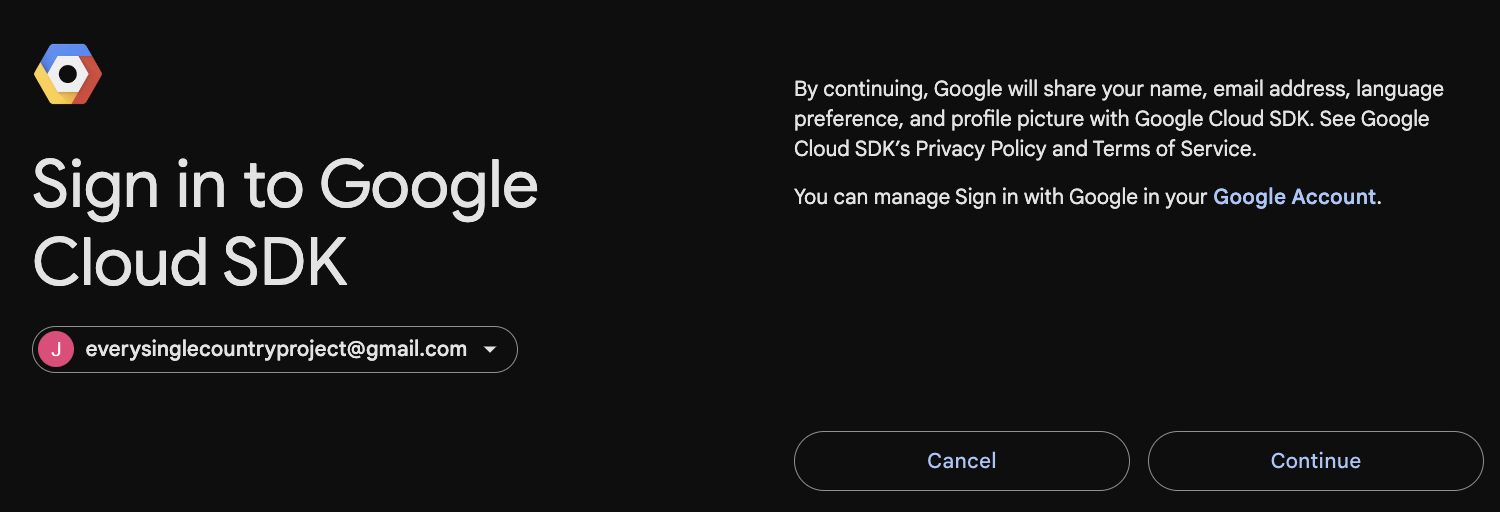 Sign in to Google
Cloud SDK
J
everysinglecountryproject@gmail.com
By continuing, Google will share your name, email address, language
preference, and profile picture with Google Cloud SDK. See Google
Cloud SDK’s Privacy Policy and Terms of Service.
You can manage Sign in with Google in your Google Account.
Cancel
Continue